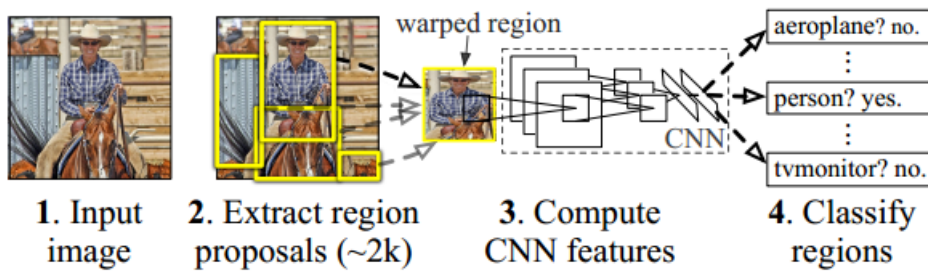 warped region
aeroplane? no.
⋮
person? yes.
⋮
tvmonitor? no.
CNN
1. Input
image
2. Extract region
proposals (~2k)
3. Compute
CNN features
4. Classify
regions